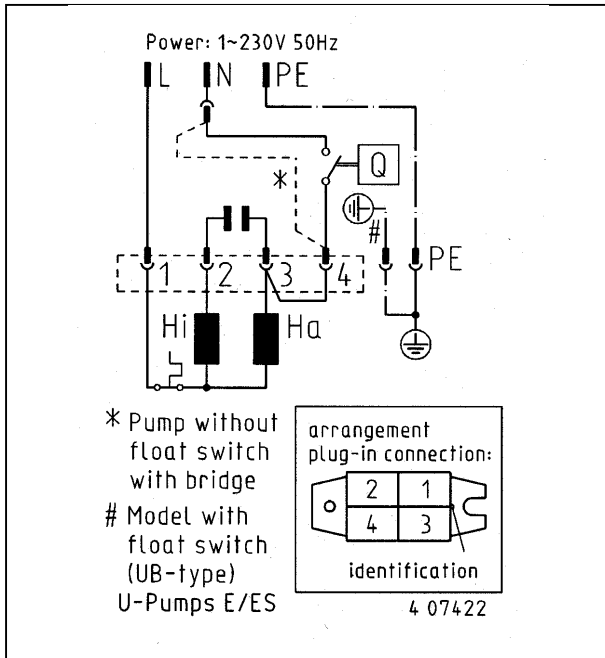 Power: 1~230V 50Hz
L N PE
*
Q
#
1 2 3 4 PE
Hi Ha
* Pump without
float switch
with bridge
# Model with
float switch
(UB-type)
U-Pumps E/ES
arrangement
plug-in connection:
2 1
4 3
identification
4 07422